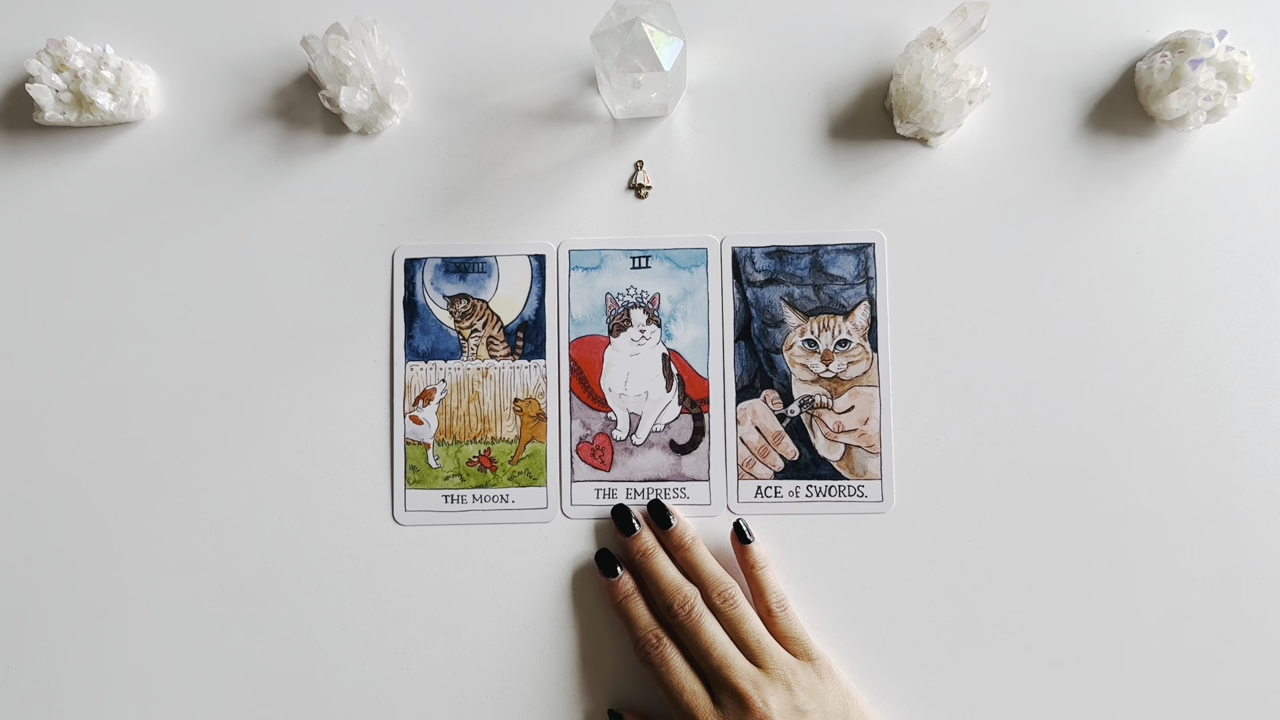 XVIII
THE MOON.
III
THE EMPRESS.
ACE of SWORDS.